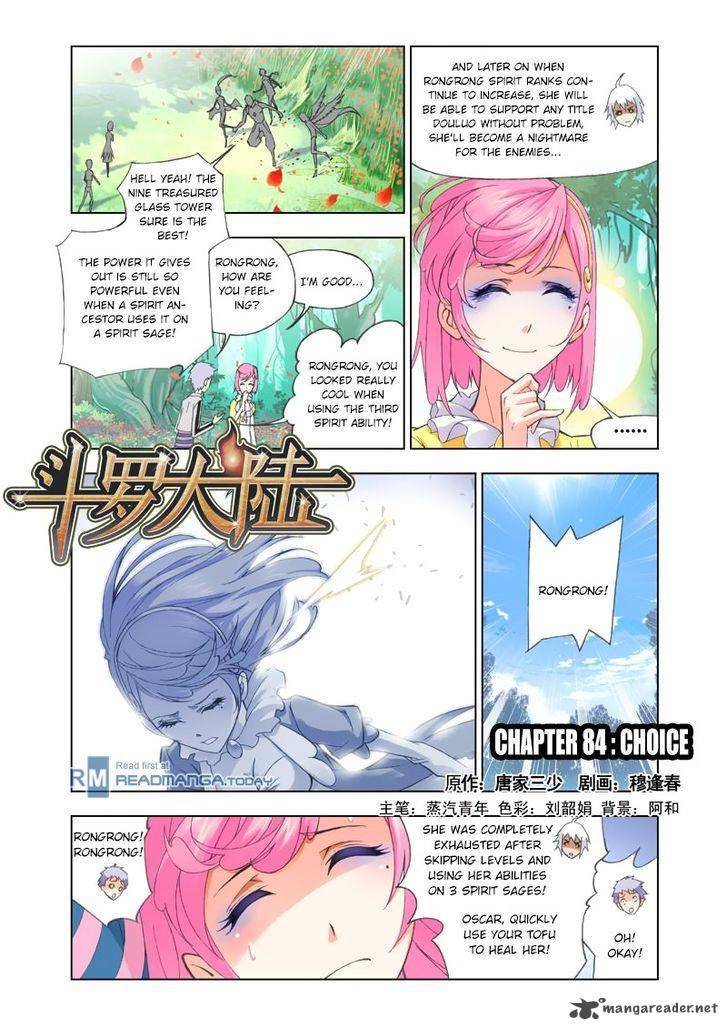 AND LATER ON WHEN
RONGRONG SPIRIT RANKS CON-
TINUE TO INCREASE, SHE WILL
BE ABLE TO SUPPORT ANY TITLE
DOULUO WITHOUT PROBLEM,
SHE'LL BECOME A NIGHTMARE
FOR THE ENEMIES...
HELL YEAH! THE
NINE TREASURED
GLASS TOWER
SURE IS THE
BEST!
THE POWER IT GIVES
OUT IS STILL SO
POWERFUL EVEN
WHEN A SPIRIT AN-
CESTOR USES IT ON
A SPIRIT SAGE!
RONGRONG,
HOW ARE
YOU FEEL-
ING?
I'M GOOD...
RONGRONG, YOU
LOOKED REALLY
COOL WHEN
USING THE THIRD
SPIRIT ABILITY!
......
斗罗大陆
RONGRONG!
CHAPTER 84 : CHOICE
RM
Read first at
READMANGA.TODAY
原作：唐家三少 剧画：穆逢春
主笔：蒸汽青年 色彩：刘韶娟 背景：阿和
RONGRONG!
RONGRONG!
SHE WAS COMPLETELY
EXHAUSTED AFTER
SKIPPING LEVELS AND
USING HER ABILITIES
ON 3 SPIRIT SAGES!
OSCAR, QUICKLY
USE YOUR TOFU
TO HEAL HER!
OH!
OKAY!
mangareader.net